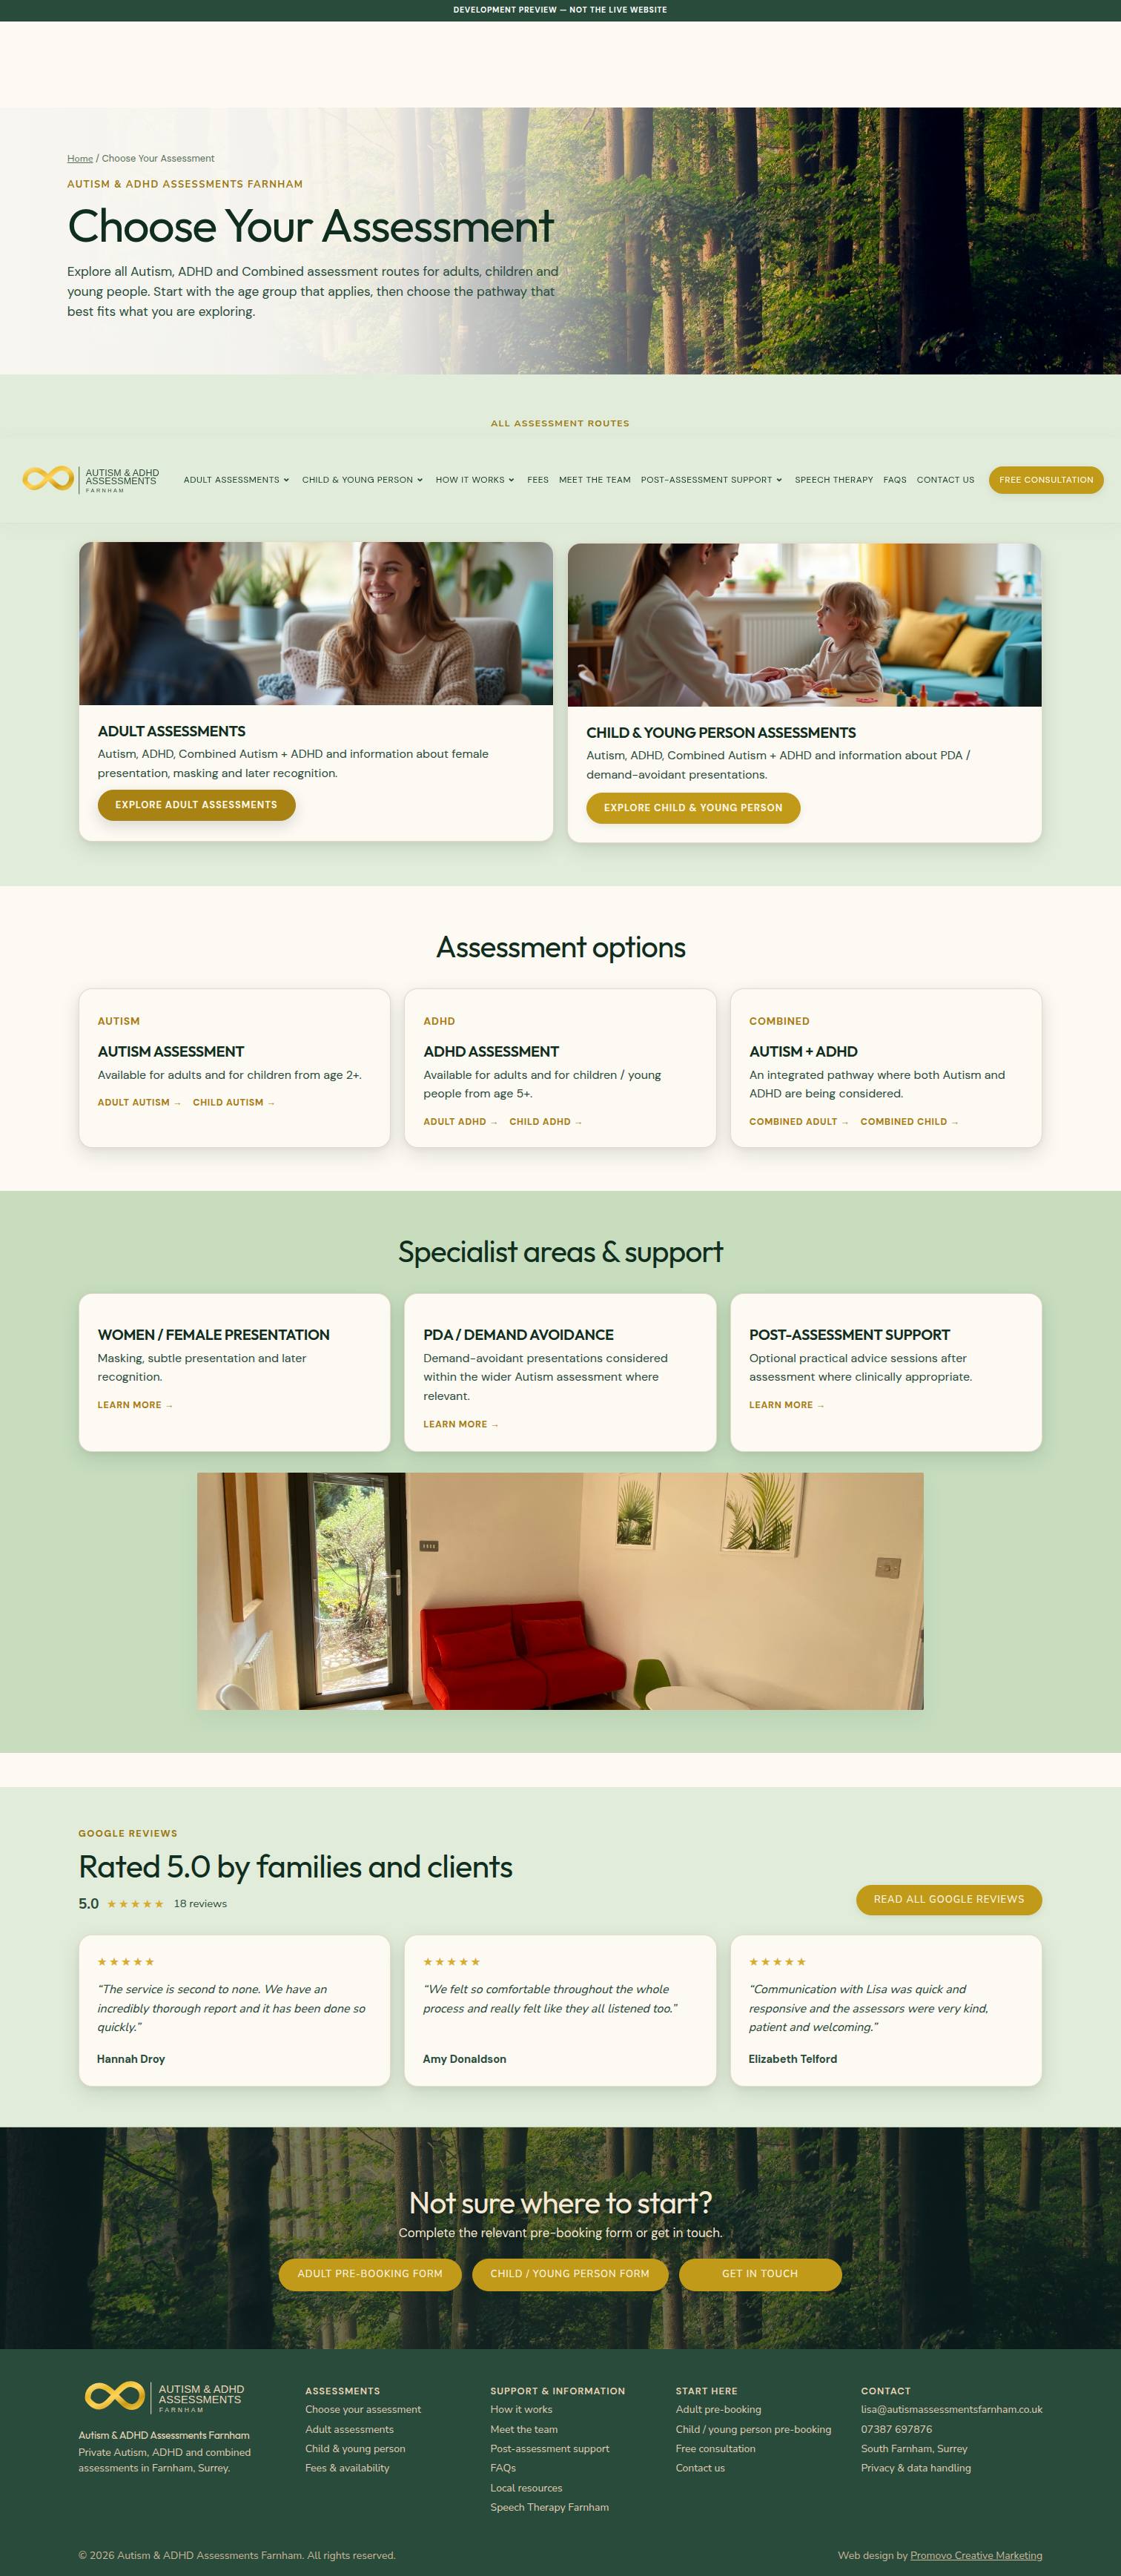 DEVELOPMENT PREVIEW — NOT THE LIVE WEBSITE
Home / Choose Your Assessment
AUTISM & ADHD ASSESSMENTS FARNHAM
Choose Your Assessment
Explore all Autism, ADHD and Combined assessment routes for adults, children and
young people. Start with the age group that applies, then choose the pathway that
best fits what you are exploring.
ALL ASSESSMENT ROUTES
AUTISM & ADHD
ASSESSMENTS
FARNHAM
ADULT ASSESSMENTS
CHILD & YOUNG PERSON
HOW IT WORKS
FEES
MEET THE TEAM
POST-ASSESSMENT SUPPORT
SPEECH THERAPY
FAQS
CONTACT US
FREE CONSULTATION
ADULT ASSESSMENTS
Autism, ADHD, Combined Autism + ADHD and information about female
presentation, masking and later recognition.
EXPLORE ADULT ASSESSMENTS
CHILD & YOUNG PERSON ASSESSMENTS
Autism, ADHD, Combined Autism + ADHD and information about PDA /
demand-avoidant presentations.
EXPLORE CHILD & YOUNG PERSON
Assessment options
AUTISM
AUTISM ASSESSMENT
Available for adults and for children from age 2+.
ADULT AUTISM → CHILD AUTISM →
ADHD
ADHD ASSESSMENT
Available for adults and for children / young
people from age 5+.
ADULT ADHD → CHILD ADHD →
COMBINED
AUTISM + ADHD
An integrated pathway where both Autism and
ADHD are being considered.
COMBINED ADULT → COMBINED CHILD →
Specialist areas & support
WOMEN / FEMALE PRESENTATION
Masking, subtle presentation and later
recognition.
LEARN MORE →
PDA / DEMAND AVOIDANCE
Demand-avoidant presentations considered
within the wider Autism assessment where
relevant.
LEARN MORE →
POST-ASSESSMENT SUPPORT
Optional practical advice sessions after
assessment where clinically appropriate.
LEARN MORE →
GOOGLE REVIEWS
Rated 5.0 by families and clients
5.0 ★★★★★ 18 reviews
READ ALL GOOGLE REVIEWS
★★★★★
“The service is second to none. We have an
incredibly thorough report and it has been done so
quickly.”
Hannah Droy
★★★★★
“We felt so comfortable throughout the whole
process and really felt like they all listened too.”
Amy Donaldson
★★★★★
“Communication with Lisa was quick and
responsive and the assessors were very kind,
patient and welcoming.”
Elizabeth Telford
Not sure where to start?
Complete the relevant pre-booking form or get in touch.
ADULT PRE-BOOKING FORM
CHILD / YOUNG PERSON FORM
GET IN TOUCH
AUTISM & ADHD
ASSESSMENTS
FARNHAM
Autism & ADHD Assessments Farnham
Private Autism, ADHD and combined
assessments in Farnham, Surrey.
ASSESSMENTS
Choose your assessment
Adult assessments
Child & young person
Fees & availability
SUPPORT & INFORMATION
How it works
Meet the team
Post-assessment support
FAQs
Local resources
Speech Therapy Farnham
START HERE
Adult pre-booking
Child / young person pre-booking
Free consultation
Contact us
CONTACT
lisa@autismassessmentsfarnham.co.uk
07387 697876
South Farnham, Surrey
Privacy & data handling
© 2026 Autism & ADHD Assessments Farnham. All rights reserved.
Web design by Promovo Creative Marketing